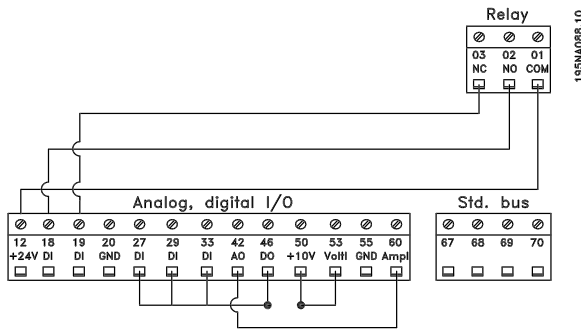 Relay
03 02 01
NC NO COM
195NA088.10
Analog, digital I/O
12 18 19 20 27 29 33 42 46 50 53 55 60
+24V DI DI GND DI DI DI AO DO +10V VoltI GND AmpI
Std. bus
67 68 69 70